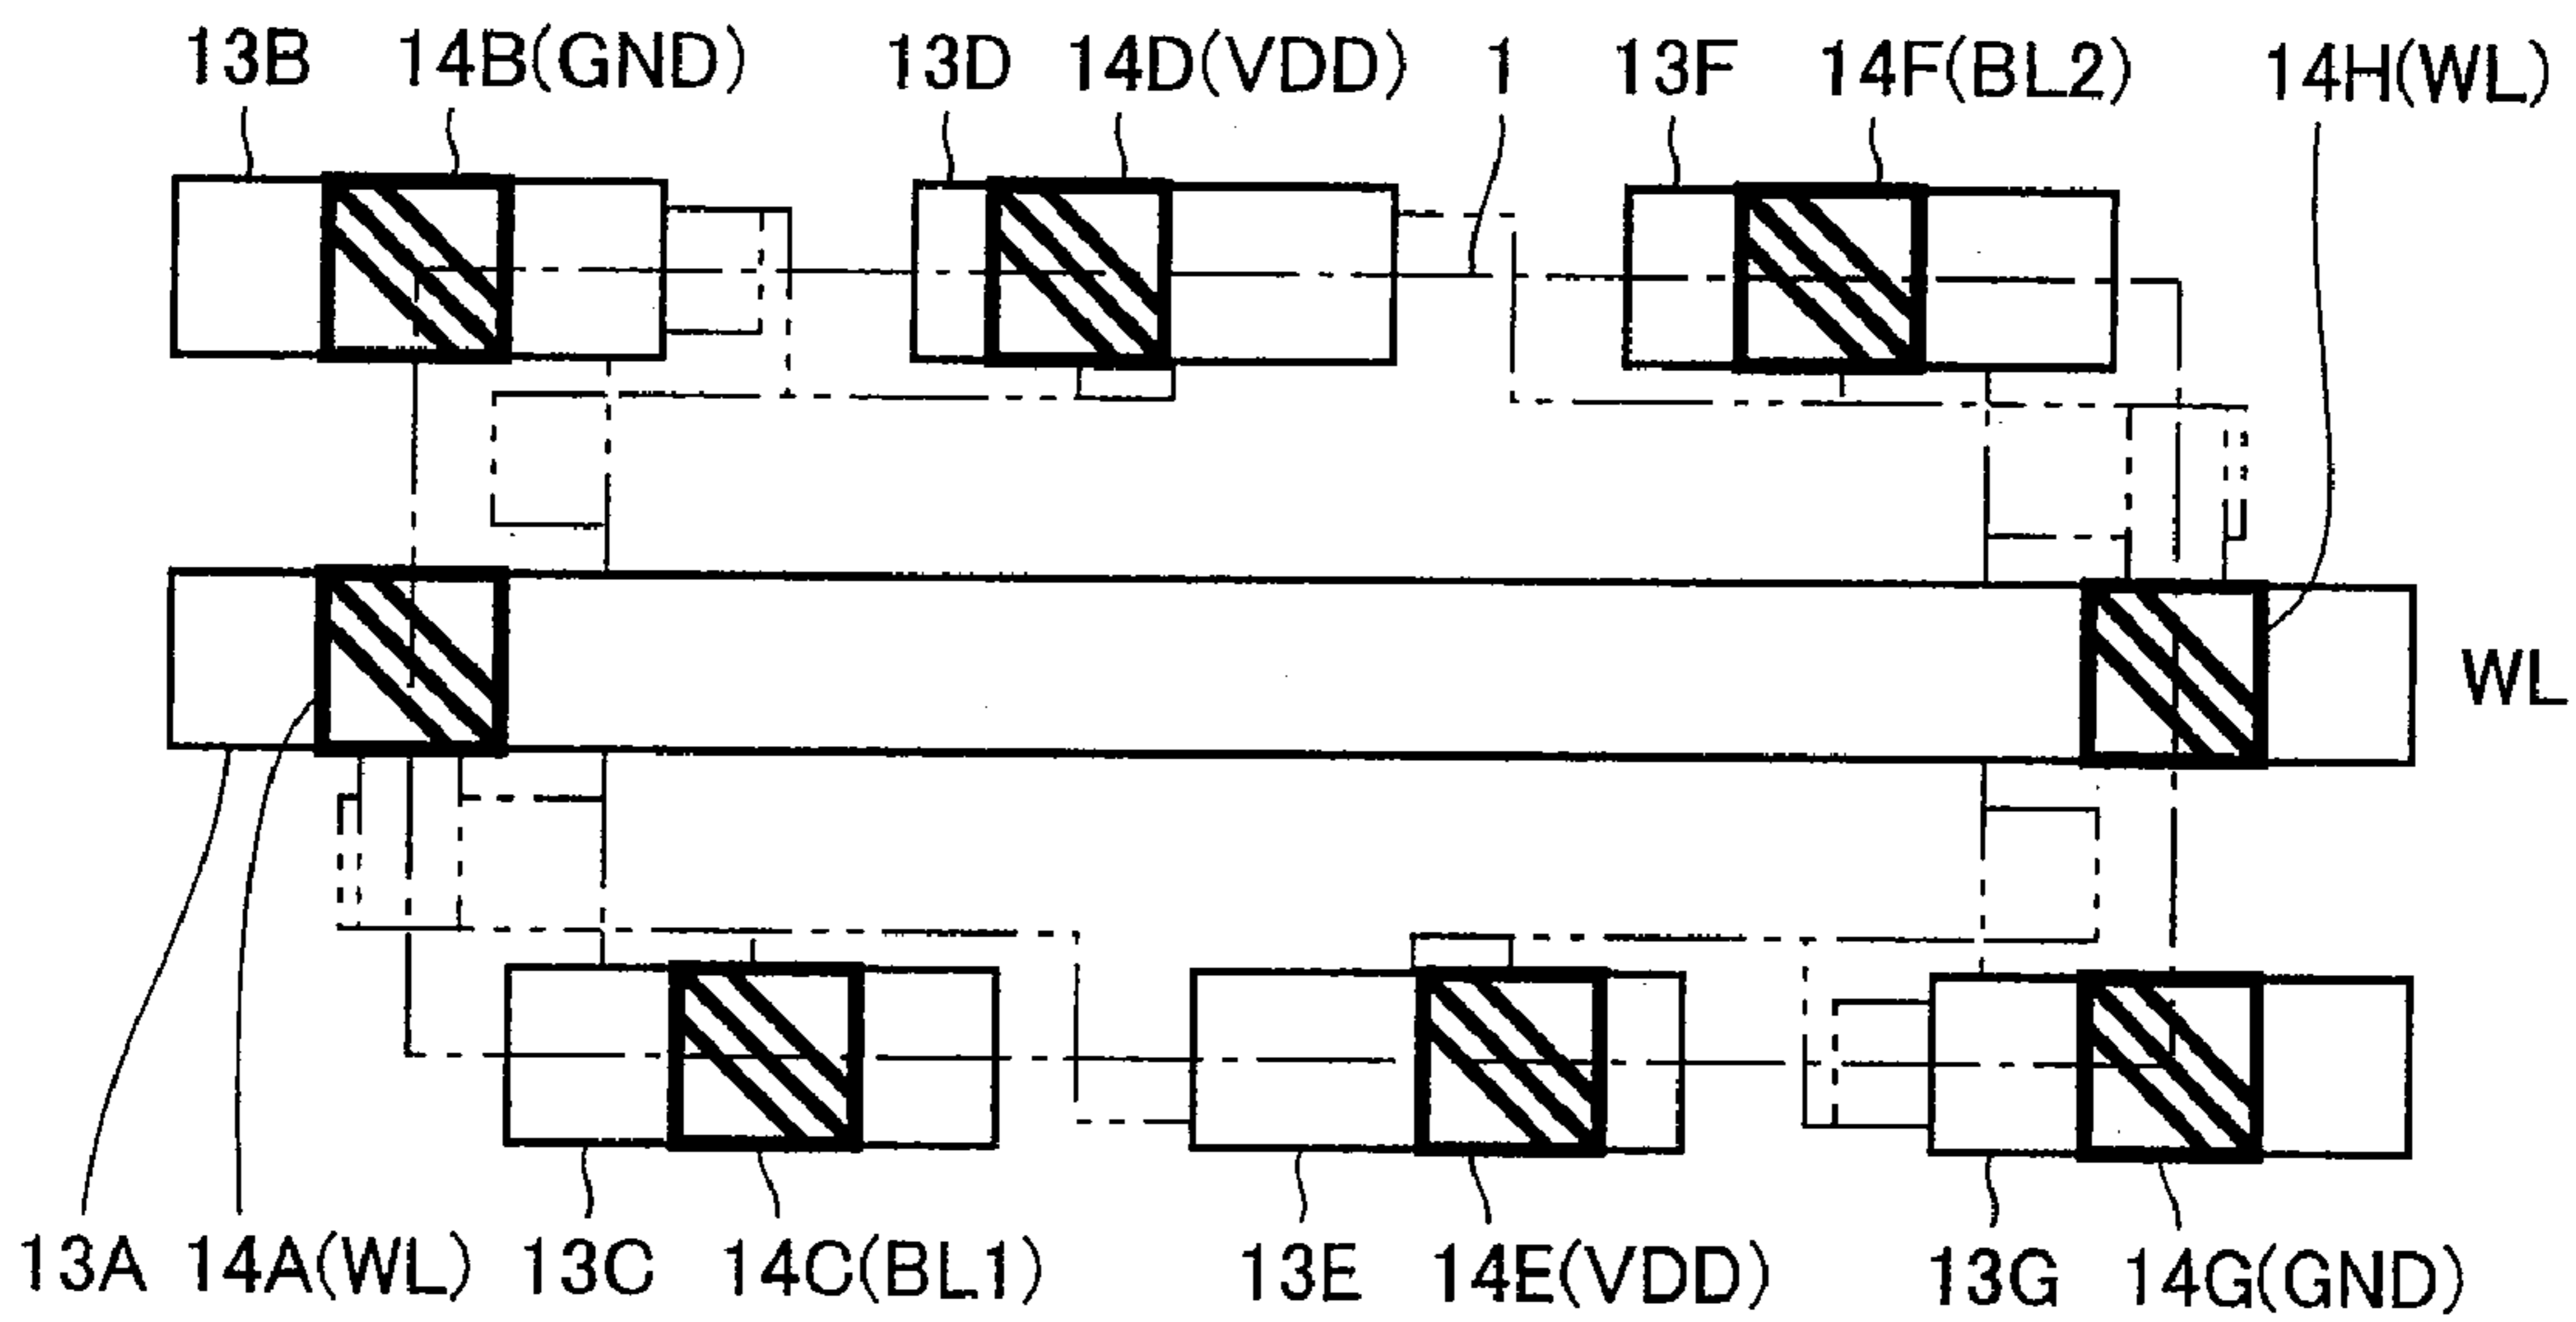 13B 14B(GND) 13D 14D(VDD) 1 13F 14F(BL2) 14H(WL)
WL
13A 14A(WL) 13C 14C(BL1) 13E 14E(VDD) 13G 14G(GND)